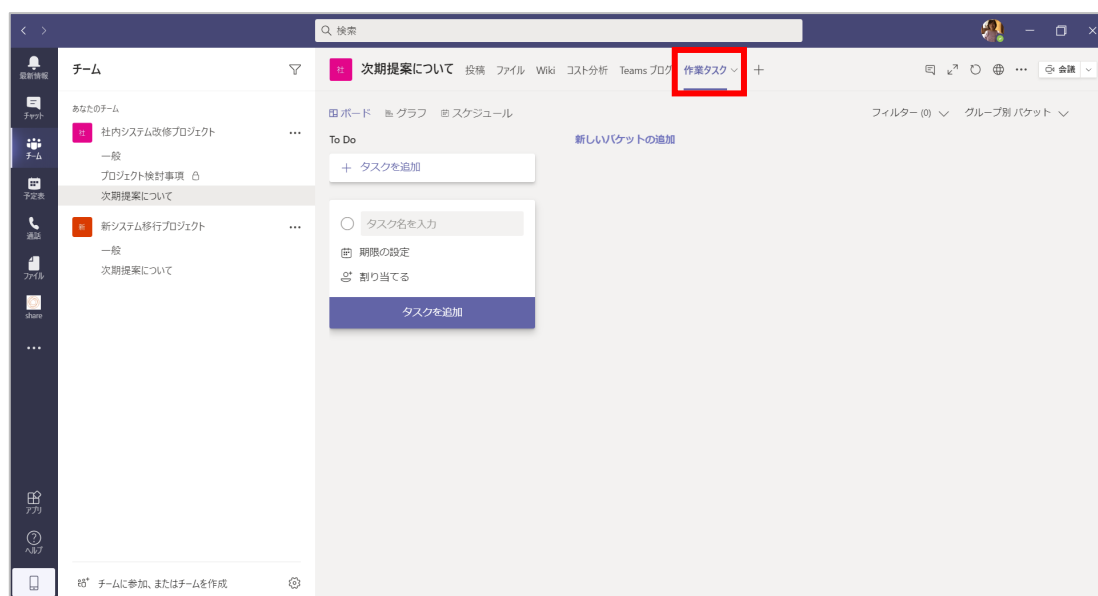 検索
最新情報
チャット
チーム
予定表
通話
ファイル
share
アプリ
ヘルプ
チーム
あなたのチーム
社 社内システム改修プロジェクト
一般
プロジェクト検討事項
次期提案について
新 新システム移行プロジェクト
一般
次期提案について
チームに参加、またはチームを作成
社 次期提案について 投稿 ファイル Wiki コスト分析 Teams ブログ 作業タスク
会議
ボード グラフ スケジュール
フィルター (0) グループ別 バケット
To Do 新しいバケットの追加
+ タスクを追加
タスク名を入力
期限の設定
割り当てる
タスクを追加